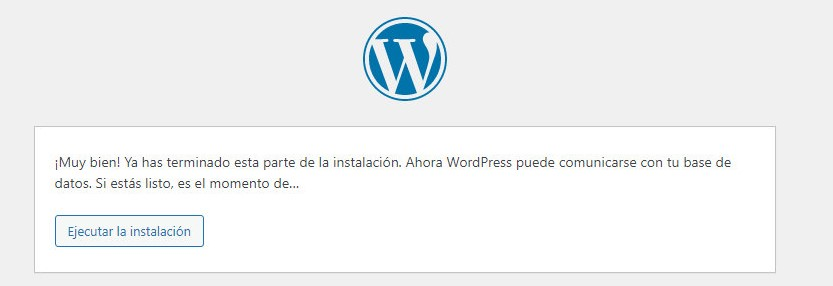 ¡Muy bien! Ya has terminado esta parte de la instalación. Ahora WordPress puede comunicarse con tu base de
datos. Si estás listo, es el momento de...
Ejecutar la instalación